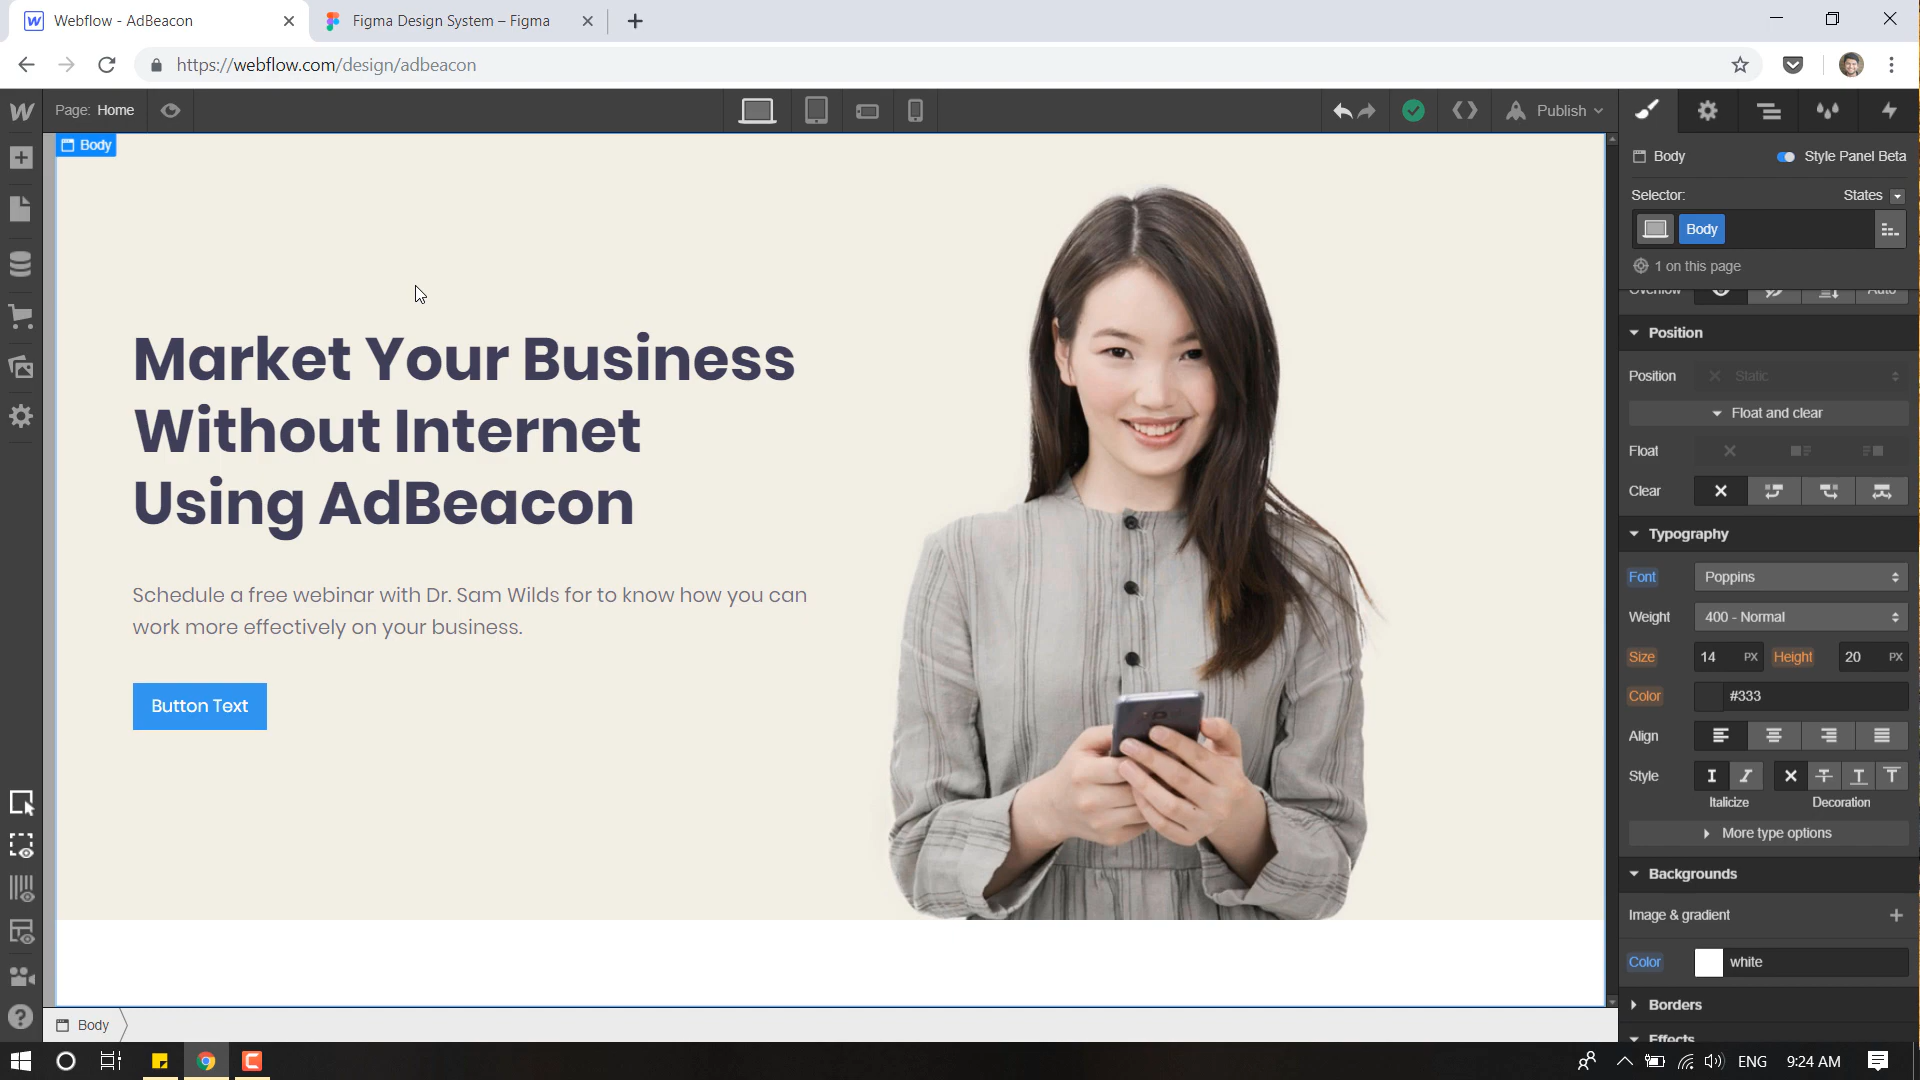 Webflow - AdBeacon
Figma Design System – Figma
https://webflow.com/design/adbeacon
Page: Home
Publish
Body
Market Your Business
Without Internet
Using AdBeacon
Schedule a free webinar with Dr. Sam Wilds for to know how you can
work more effectively on your business.
Button Text
Body
Style Panel Beta
Selector:
States
Body
1 on this page
Overflow
Auto
Position
Position
Static
Float and clear
Float
Clear
Typography
Font
Poppins
Weight
400 - Normal
Size
14 PX
Height
20 PX
Color
#333
Align
Style
Italicize
Decoration
More type options
Backgrounds
Image & gradient
Color
white
Borders
Effects
Body
ENG
9:24 AM